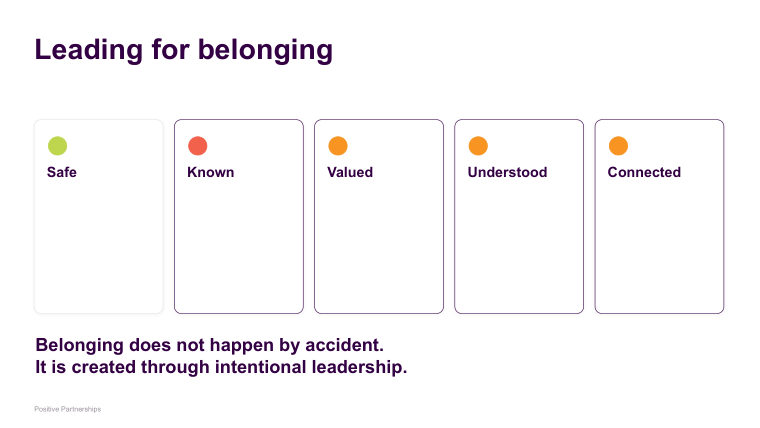 Leading for belonging
Safe
Known
Valued
Understood
Connected
Belonging does not happen by accident.
It is created through intentional leadership.
Positive Partnerships